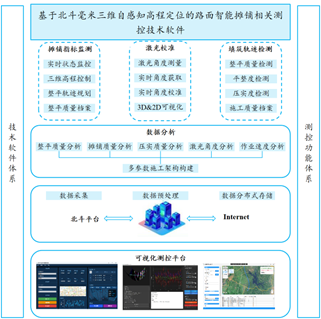 基于北斗毫米三维自感知高程定位的路面智能摊铺相关测
控技术软件
摊铺指标监测
实时状态监控
三维高程控制
整平轨迹规划
整平质量档案
激光校准
激光角度测量
实时角度获取
实时角度校准
3D&2D可视化
填筑轨迹检测
整平质量检测
平整度检测
压实度检测
施工质量档案
数据分析
整平质量分析
摊铺质量分析
压实质量分析
激光角度分析
作业速度分析
多参数施工架构构建
数据采集
数据预处理
数据分布式存储
北斗平台
Internet
可视化测控平台
技术软件体系
测控功能体系